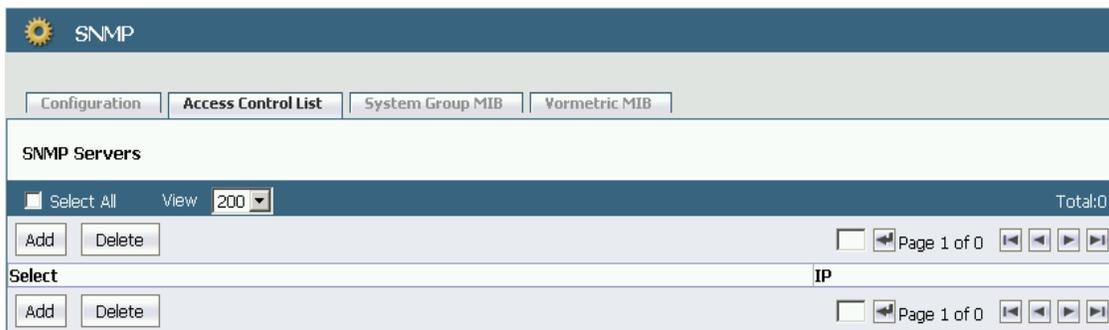 SNMP
Configuration Access Control List System Group MIB Vormetric MIB
SNMP Servers
Select All View 200 Total:0
Add Delete Page 1 of 0
Select IP
Add Delete Page 1 of 0